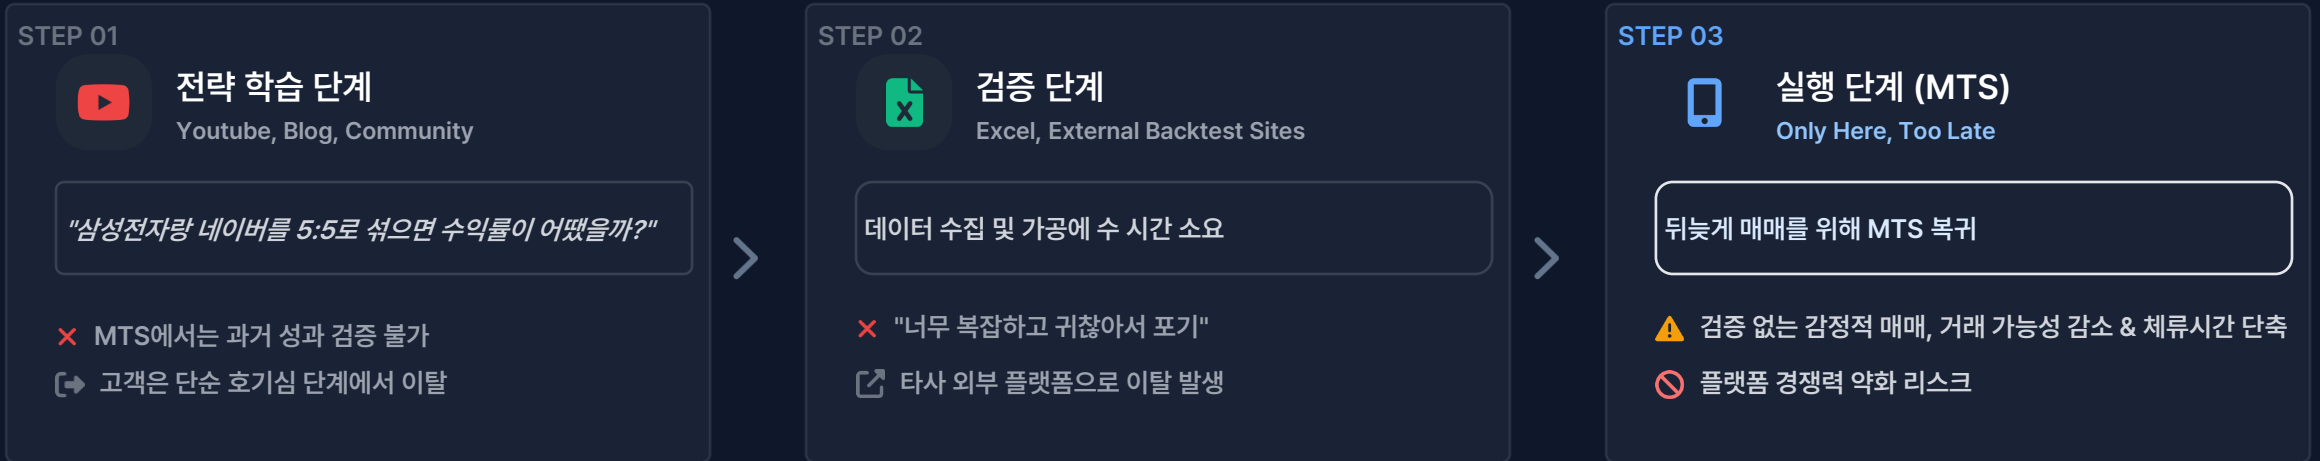 STEP 01
전략 학습 단계
Youtube, Blog, Community
"삼성전자랑 네이버를 5:5로 섞으면 수익률이 어땠을까?"
MTS에서는 과거 성과 검증 불가
고객은 단순 호기심 단계에서 이탈
STEP 02
검증 단계
Excel, External Backtest Sites
데이터 수집 및 가공에 수 시간 소요
"너무 복잡하고 귀찮아서 포기"
타사 외부 플랫폼으로 이탈 발생
STEP 03
실행 단계 (MTS)
Only Here, Too Late
뒤늦게 매매를 위해 MTS 복귀
검증 없는 감정적 매매, 거래 가능성 감소 & 체류시간 단축
플랫폼 경쟁력 약화 리스크